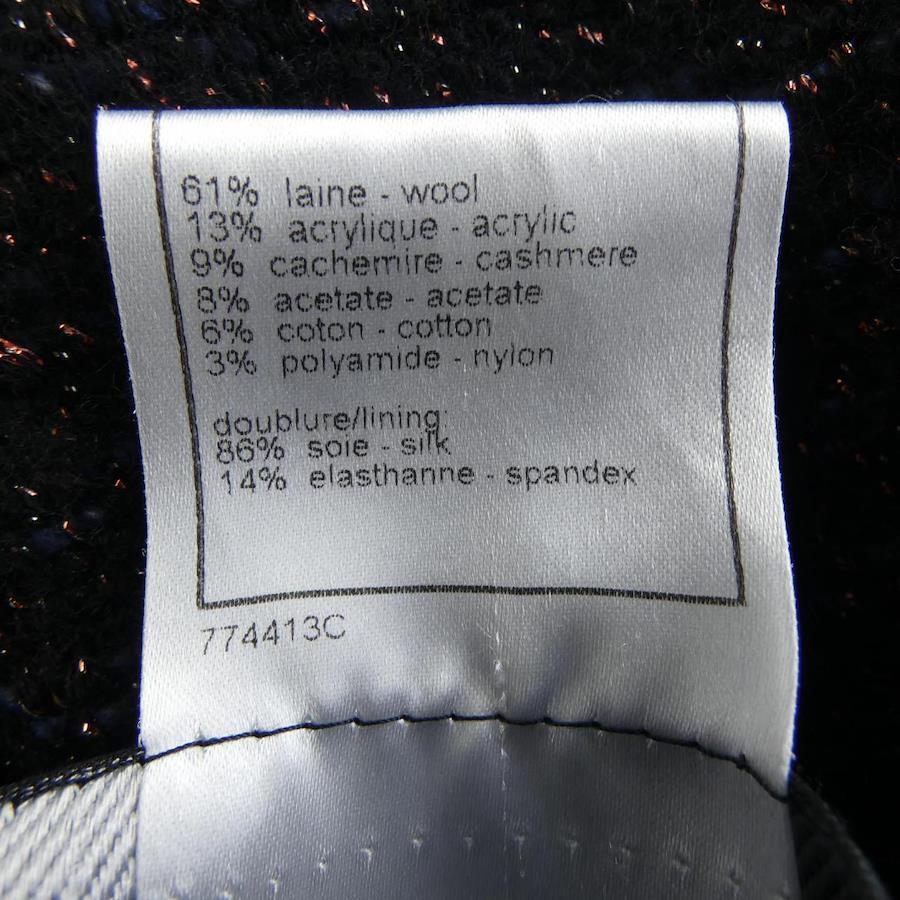 61% laine - wool
13% acrylique - acrylic
9% cachemire - cashmere
8% acetate - acetate
6% coton - cotton
3% polyamide - nylon
doublure/lining:
86% soie - silk
14% elasthanne - spandex
774413C